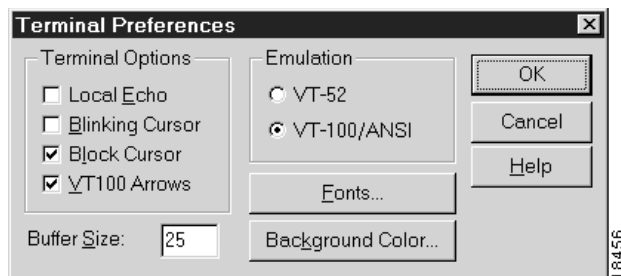 Terminal Preferences
Terminal Options
Local Echo
Blinking Cursor
Block Cursor
VT100 Arrows
Buffer Size: 25
Emulation
VT-52
VT-100/ANSI
Fonts...
Background Color...
OK
Cancel
Help
18456